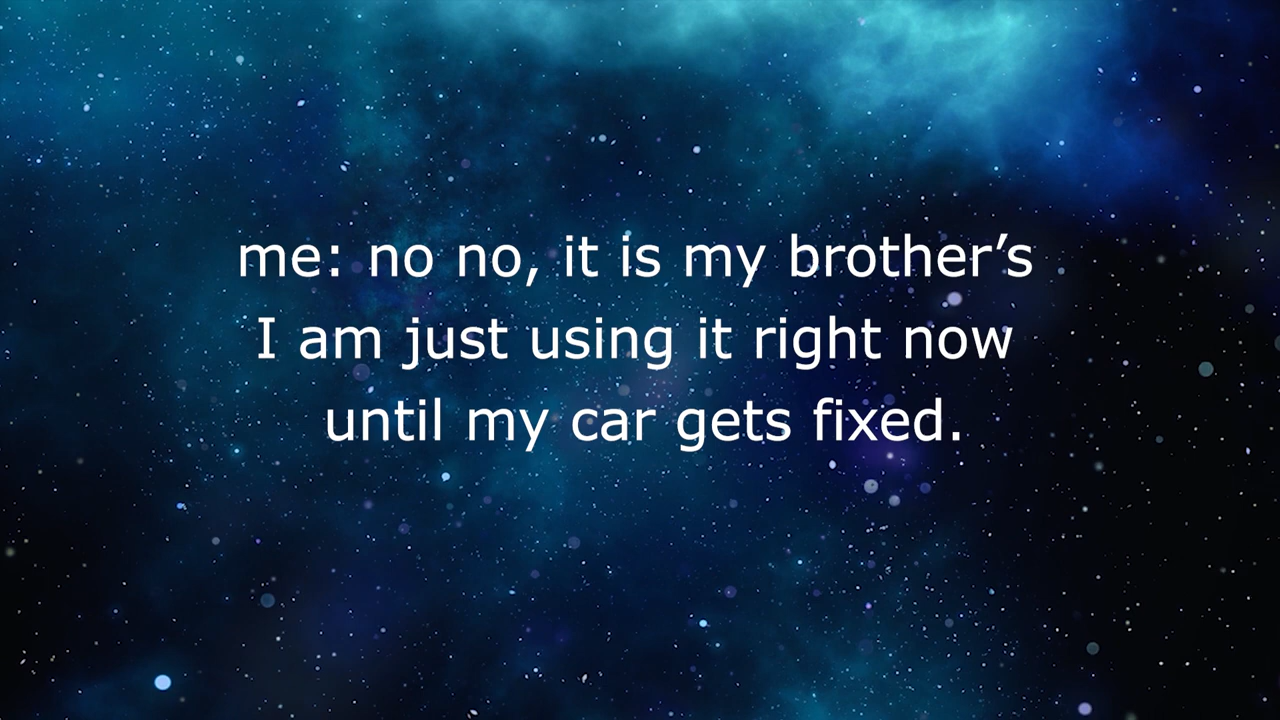 me: no no, it is my brother’s
I am just using it right now
until my car gets fixed.